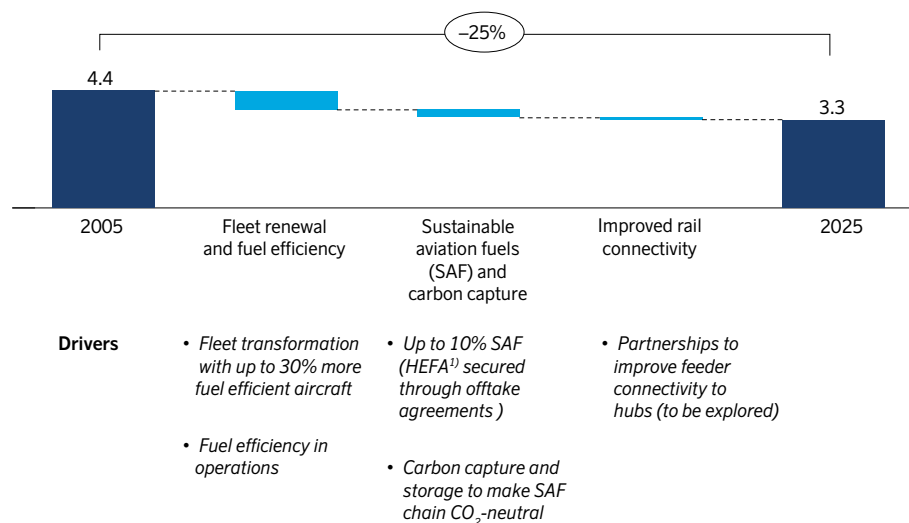 –25%
4.4
3.3
2005
Fleet renewal
and fuel efficiency
Sustainable
aviation fuels
(SAF) and
carbon capture
Improved rail
connectivity
2025
Drivers
• Fleet transformation
with up to 30% more
fuel efficient aircraft
• Fuel efficiency in
operations
• Up to 10% SAF
(HEFA¹⁾ secured
through offtake
agreements )
• Carbon capture and
storage to make SAF
chain CO₂-neutral
• Partnerships to
improve feeder
connectivity to
hubs (to be explored)